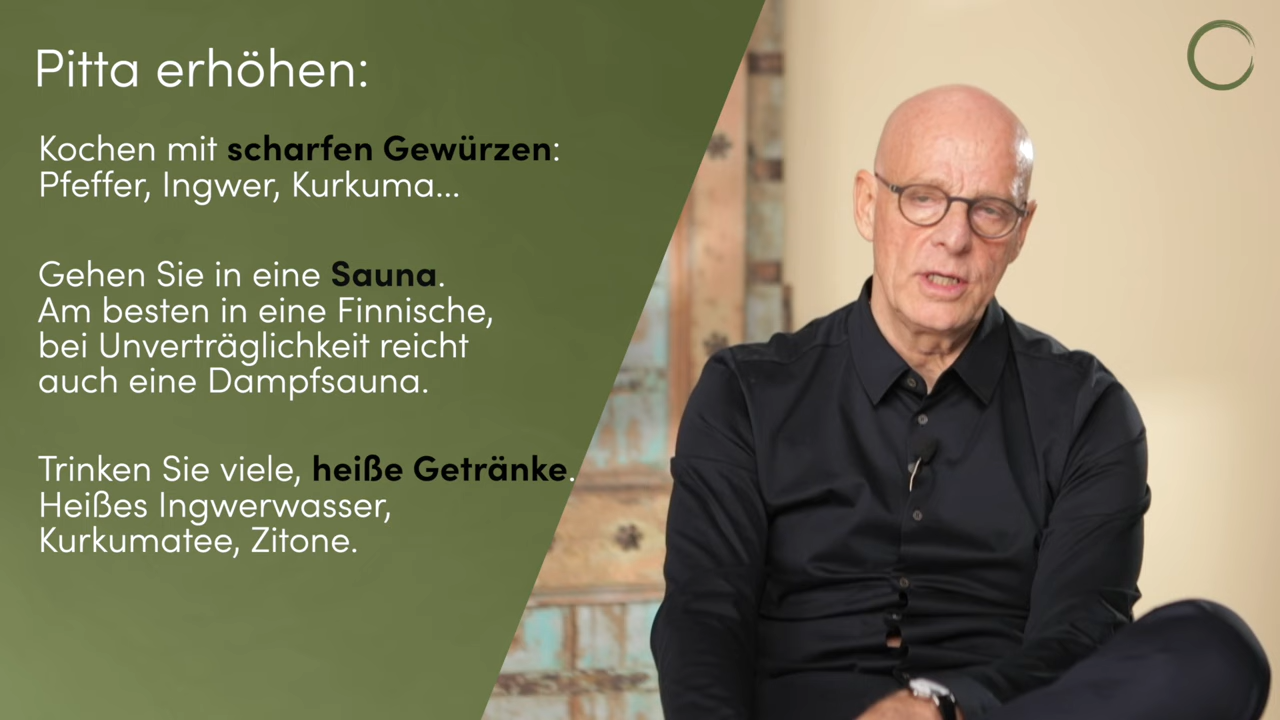 Pitta erhöhen:
Kochen mit scharfen Gewürzen:
Pfeffer, Ingwer, Kurkuma...
Gehen Sie in eine Sauna.
Am besten in eine Finnische,
bei Unverträglichkeit reicht
auch eine Dampfsauna.
Trinken Sie viele, heiße Getränke.
Heißes Ingwerwasser,
Kurkumatee, Zitone.